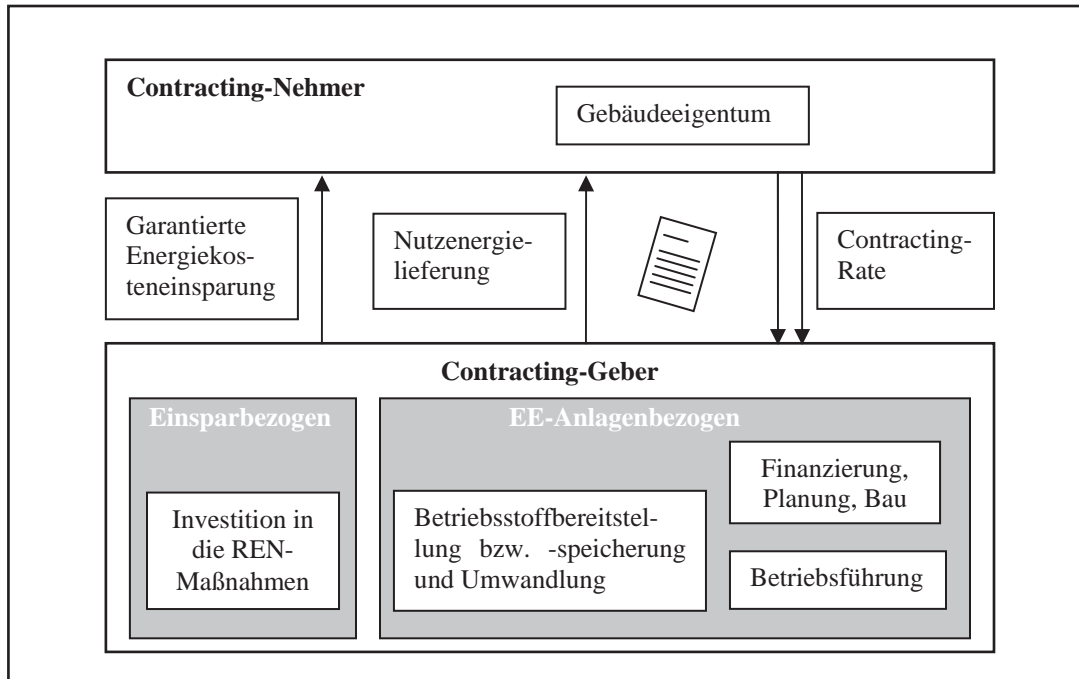 Contracting-Nehmer
Gebäudeeigentum
Garantierte
Energiekos-
teneinsparung
Nutzenergie-
lieferung
Contracting-
Rate
Contracting-Geber
Einsparbezogen
Investition in
die REN-
Maßnahmen
EE-Anlagenbezogen
Betriebsstoffbereitstel-
lung bzw. -speicherung
und Umwandlung
Finanzierung,
Planung, Bau
Betriebsführung